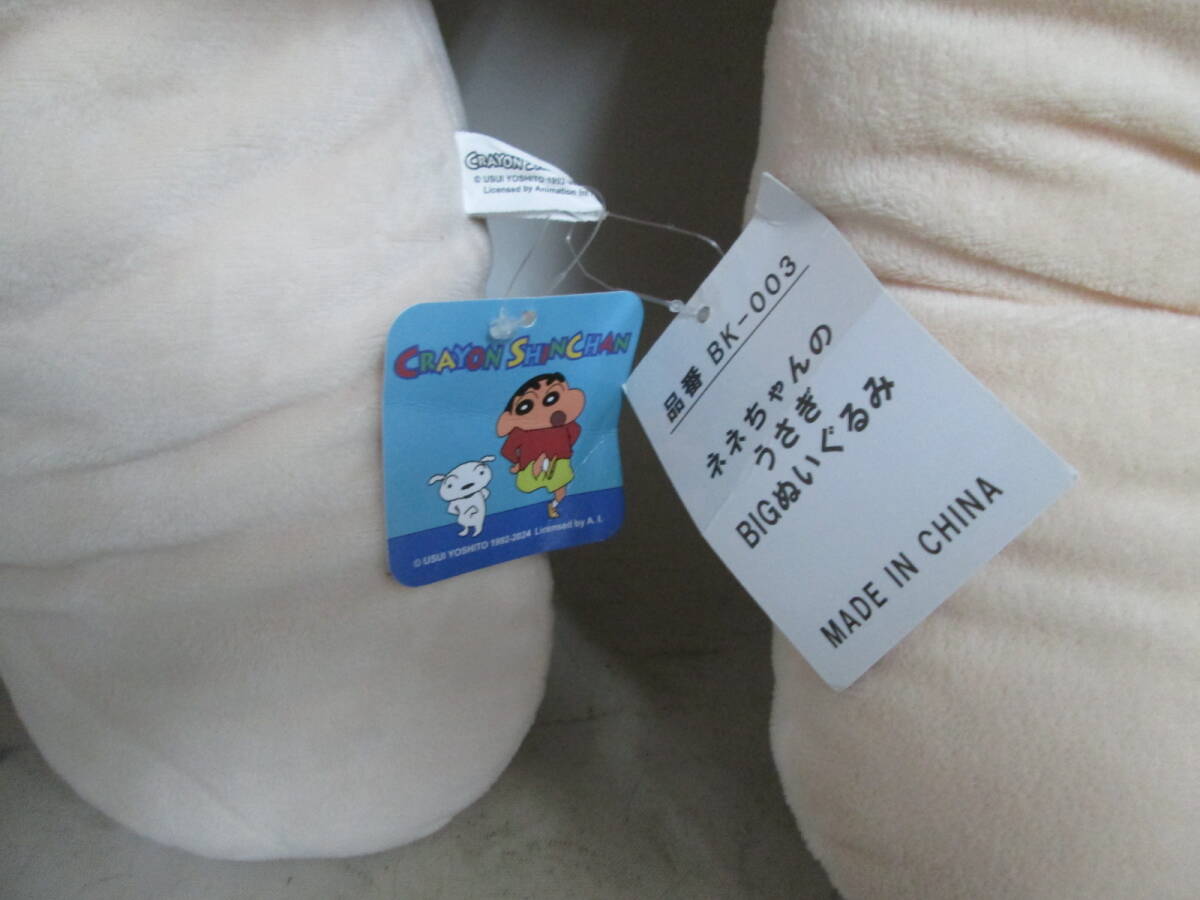 CRAYON
© USUI YOSHITO 1992-
Licensed by Animation
CRAYON SHINCHAN
© USUI YOSHITO 1992-2024 Licensed by A. I.
品番 BK-003
ネネちゃんの
うさぎ
BIGぬいぐるみ
MADE IN CHINA